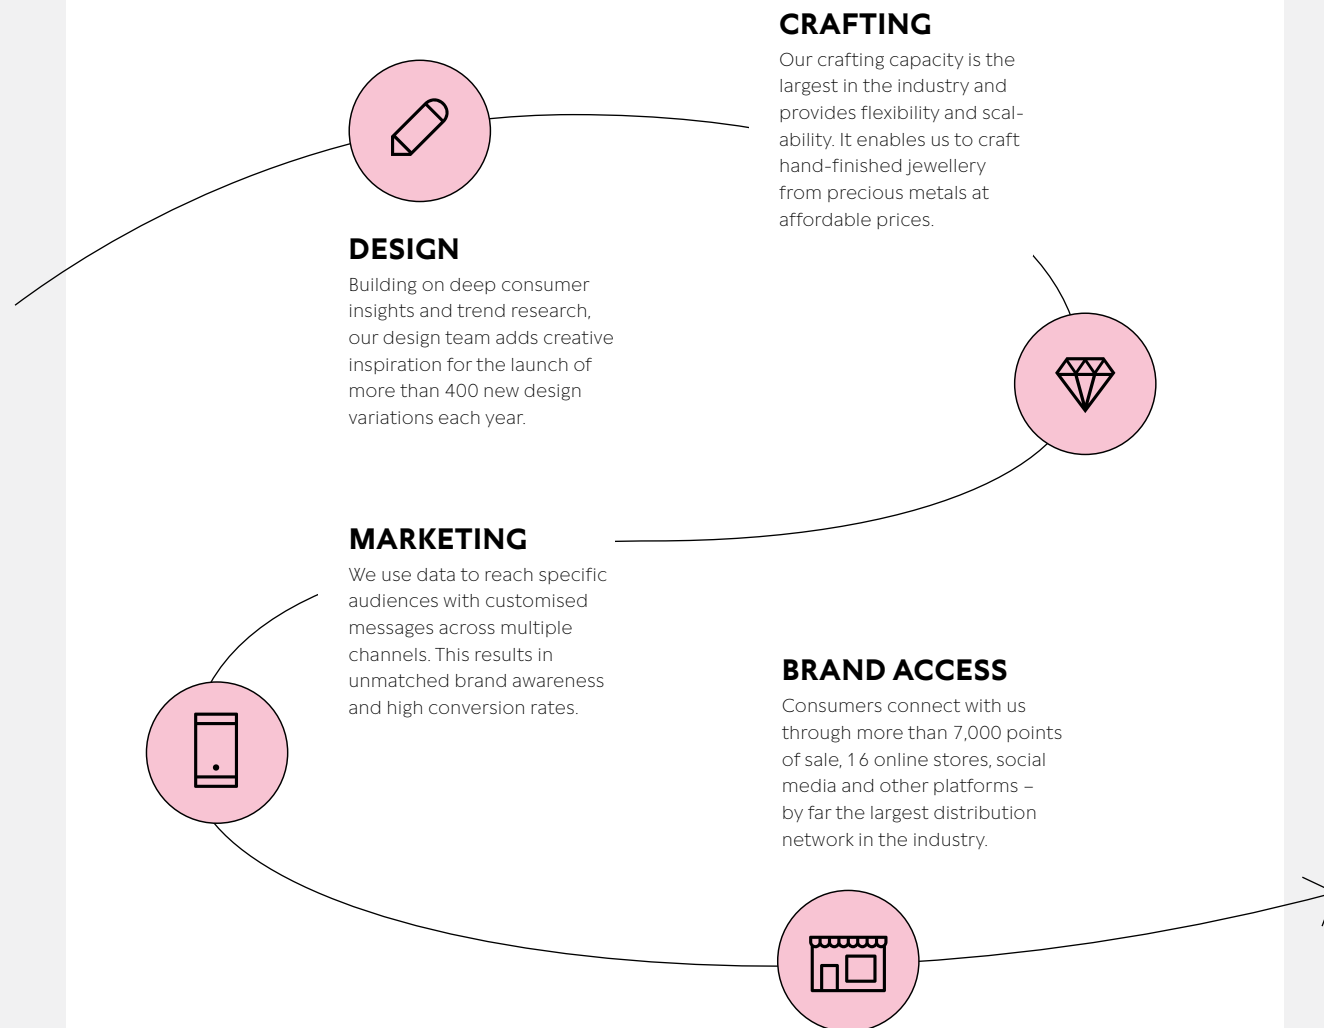 CRAFTING
Our crafting capacity is the
largest in the industry and
provides flexibility and scal-
ability. It enables us to craft
hand-finished jewellery
from precious metals at
affordable prices.
DESIGN
Building on deep consumer
insights and trend research,
our design team adds creative
inspiration for the launch of
more than 400 new design
variations each year.
MARKETING
We use data to reach specific
audiences with customised
messages across multiple
channels. This results in
unmatched brand awareness
and high conversion rates.
BRAND ACCESS
Consumers connect with us
through more than 7,000 points
of sale, 16 online stores, social
media and other platforms –
by far the largest distribution
network in the industry.